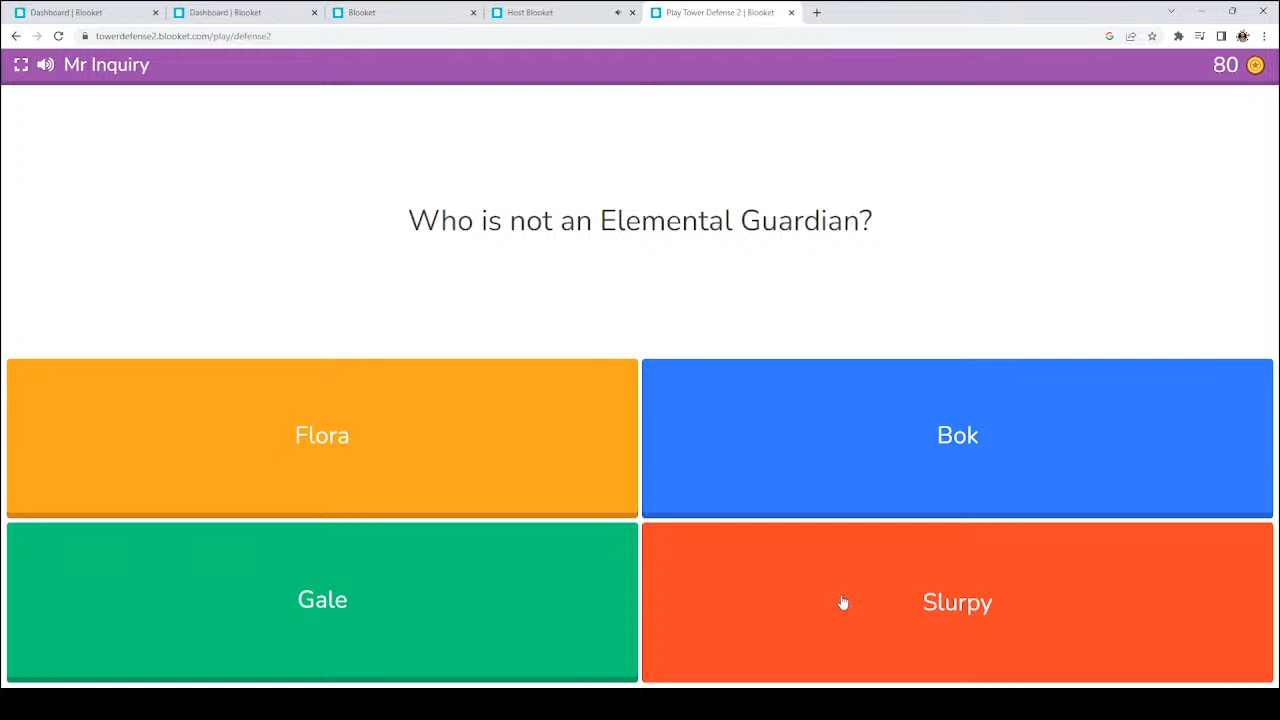 Dashboard | Blooket
Dashboard | Blooket
Blooket
Host Blooket
Play Tower Defense 2 | Blooket
towerdefense2.blooket.com/play/defense2
Mr Inquiry
80
Who is not an Elemental Guardian?
Flora
Bok
Gale
Slurpy